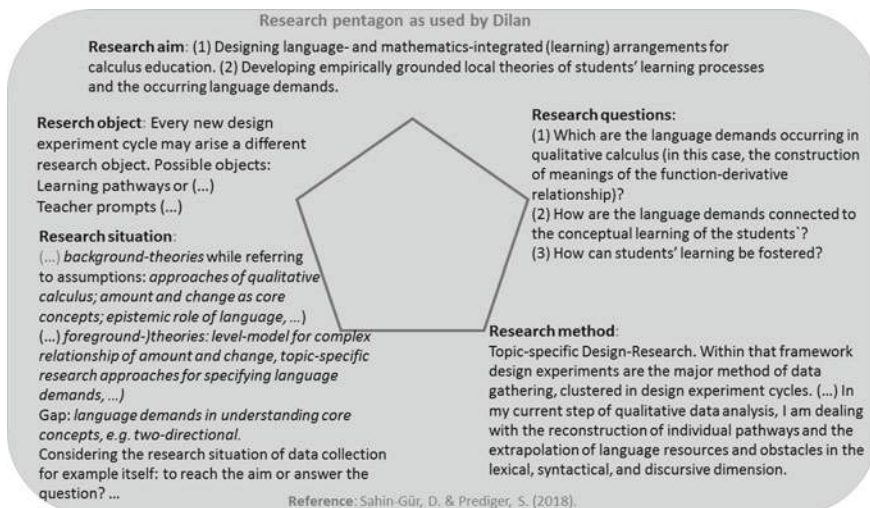 Research pentagon as used by Dilan
Research aim: (1) Designing language- and mathematics-integrated (learning) arrangements for
calculus education. (2) Developing empirically grounded local theories of students’ learning processes
and the occurring language demands.
Reserch object: Every new design
experiment cycle may arise a different
research object. Possible objects:
Learning pathways or (...)
Teacher prompts (...)
Research situation:
(...) background-theories while referring
to assumptions: approaches of qualitative
calculus; amount and change as core
concepts; epistemic role of language, ...)
(...) foreground-)theories: level-model for complex
relationship of amount and change, topic-specific
research approaches for specifying language
demands, ...)
Gap: language demands in understanding core
concepts, e.g. two-directional.
Considering the research situation of data collection
for example itself: to reach the aim or answer the
question? ...
Research questions:
(1) Which are the language demands occurring in
qualitative calculus (in this case, the construction
of meanings of the function-derivative
relationship)?
(2) How are the language demands connected to
the conceptual learning of the students`?
(3) How can students’ learning be fostered?
Research method:
Topic-specific Design-Research. Within that framework
design experiments are the major method of data
gathering, clustered in design experiment cycles. (...) In
my current step of qualitative data analysis, I am dealing
with the reconstruction of individual pathways and the
extrapolation of language resources and obstacles in the
lexical, syntactical, and discursive dimension.
Reference: Sahin-Gür, D. & Prediger, S. (2018).